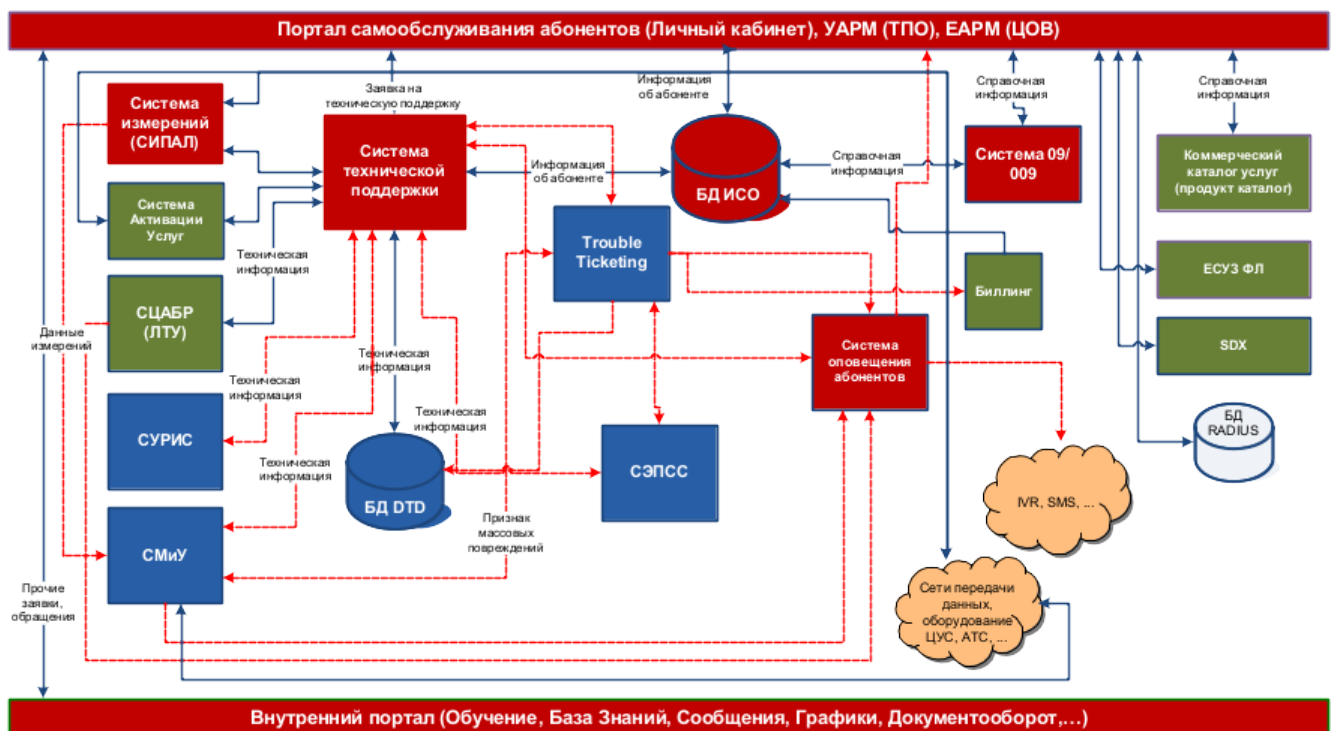 Портал самообслуживания абонентов (Личный кабинет), УАРМ (ТПО), ЕАРМ (ЦОВ)
Заявка на
техническую поддержку
Информация
об абоненте
Справочная
информация
Справочная
информация
Система
измерений
(СИПАЛ)
Система
технической
поддержки
Информация
об абоненте
БД ИСО
Справочная
информация
Система 09/
009
Коммерческий
каталог услуг
(продукт каталог)
Система
Активации
Услуг
Техническая
информация
Trouble
Ticketing
Биллинг
ЕСУЗ ФЛ
СЦАБР
(ЛТУ)
Данные
измерений
Техническая
информация
Система
оповещения
абонентов
SDX
Техническая
информация
Техническая
информация
СУРИС
Техническая
информация
БД DTD
СЭПСС
БД
RADIUS
IVR, SMS, ...
Признак
массовых
повреждений
СМиУ
Прочие
заявки,
обращения
Сети передачи
данных,
оборудование
ЦУС, АТС, ...
Внутренний портал (Обучение, База Знаний, Сообщения, Графики, Документооборот,...)